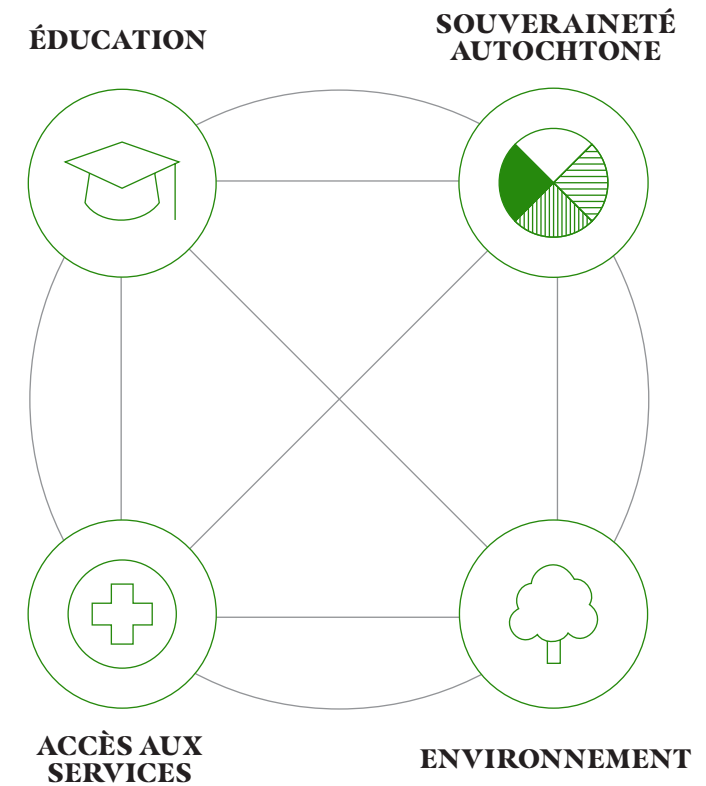 ÉDUCATION
SOUVERAINETÉ
AUTOCHTONE
ACCÈS AUX
SERVICES
ENVIRONNEMENT